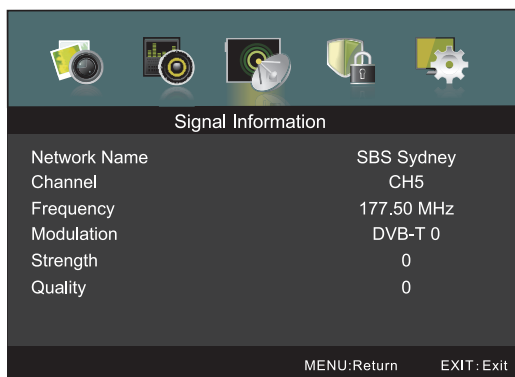 Signal Information
Network Name SBS Sydney
Channel CH5
Frequency 177.50 MHz
Modulation DVB-T 0
Strength 0
Quality 0
MENU:Return EXIT:Exit